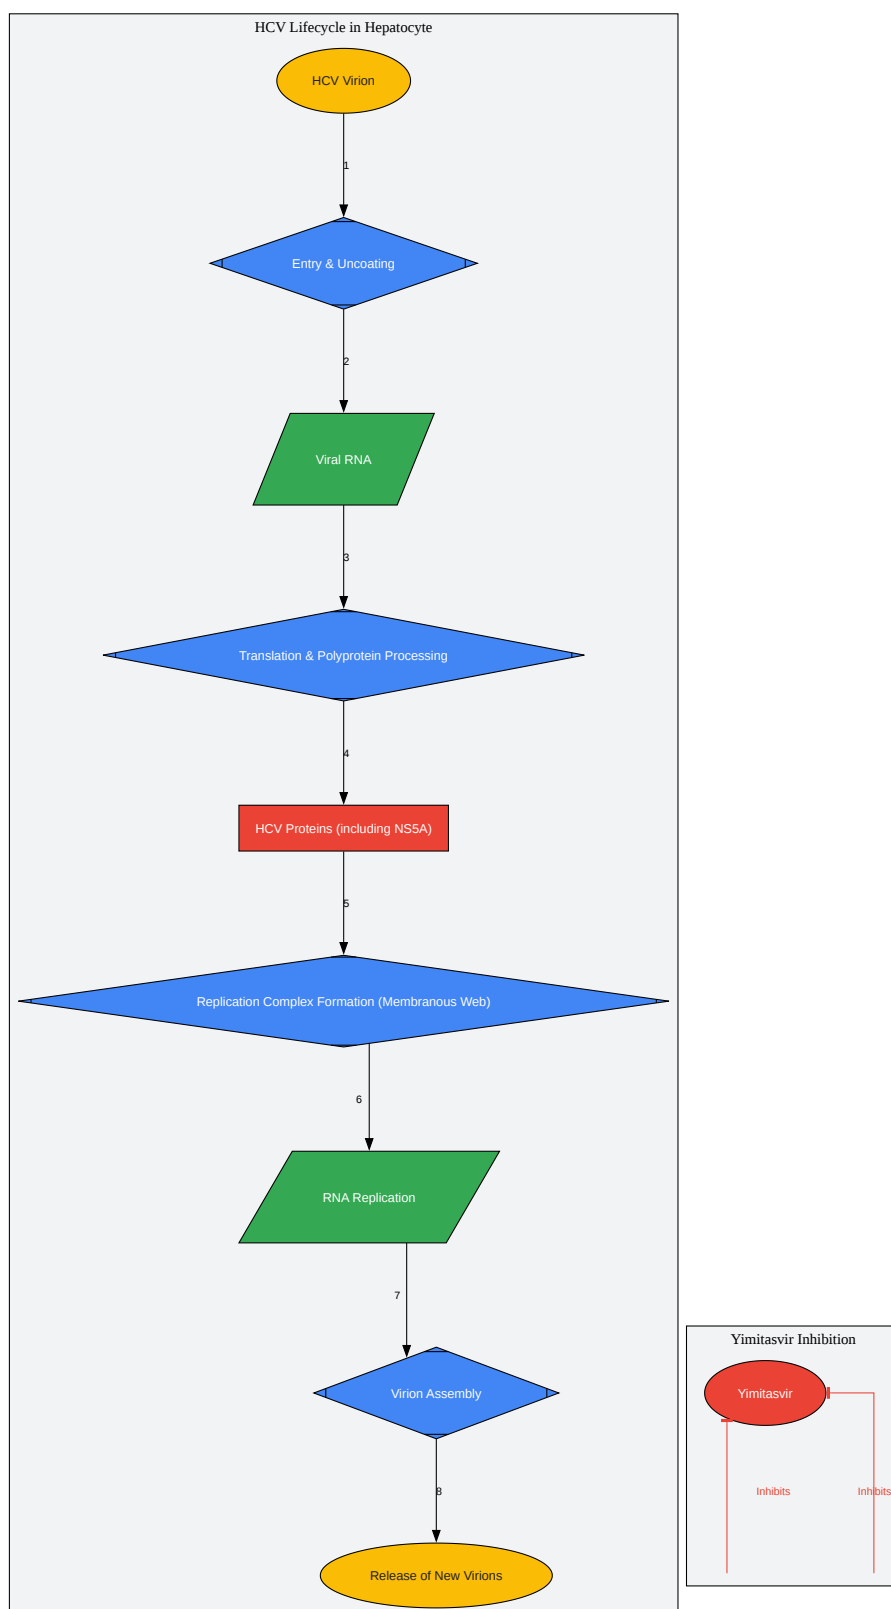 HCV Lifecycle in Hepatocyte
HCV Virion
1
Entry & Uncoating
2
Viral RNA
3
Translation & Polyprotein Processing
4
HCV Proteins (including NS5A)
5
Replication Complex Formation (Membranous Web)
6
RNA Replication
7
Virion Assembly
8
Release of New Virions
Yimitasvir Inhibition
Yimitasvir
Inhibits
Inhibits